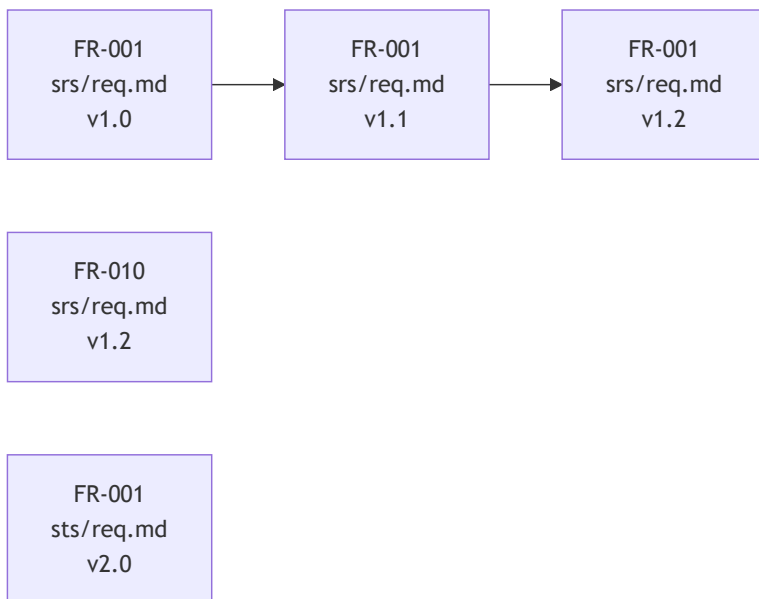 FR-001
srs/req.md
v1.0
FR-001
srs/req.md
v1.1
FR-001
srs/req.md
v1.2
FR-010
srs/req.md
v1.2
FR-001
sts/req.md
v2.0